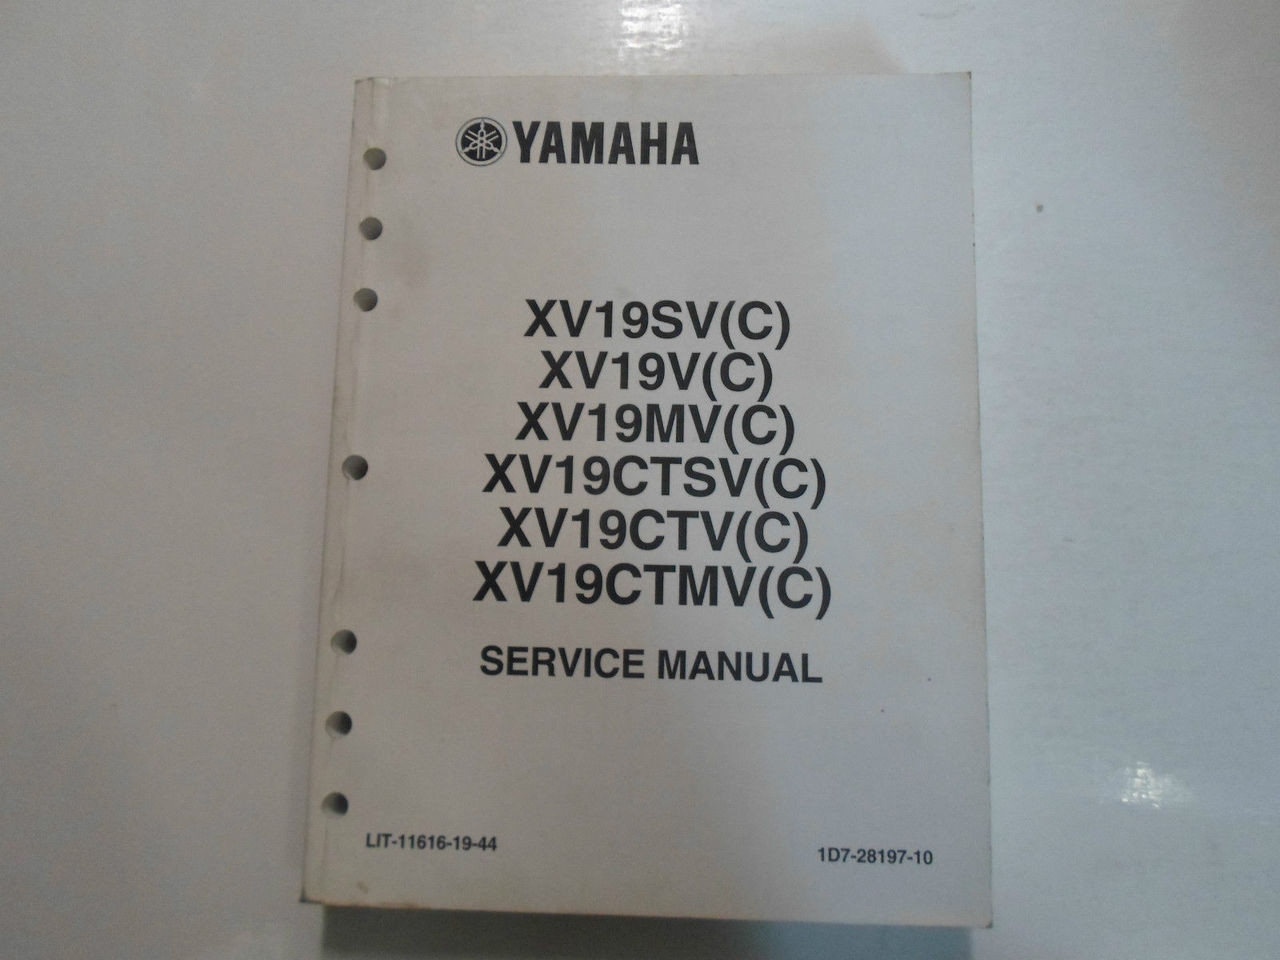 YAMAHA
XV19SV(C)
XV19V(C)
XV19MV(C)
XV19CTSV(C)
XV19CTV(C)
XV19CTMV(C)
SERVICE MANUAL
LIT-11616-19-44
1D7-28197-10